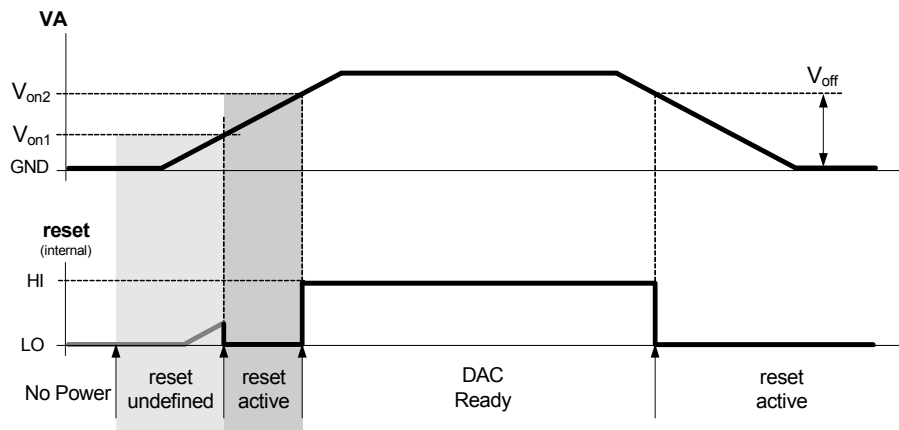 VA
Von2
Von1
GND
Voff
reset
(internal)
HI
LO
No Power
reset
undefined
reset
active
DAC
Ready
reset
active